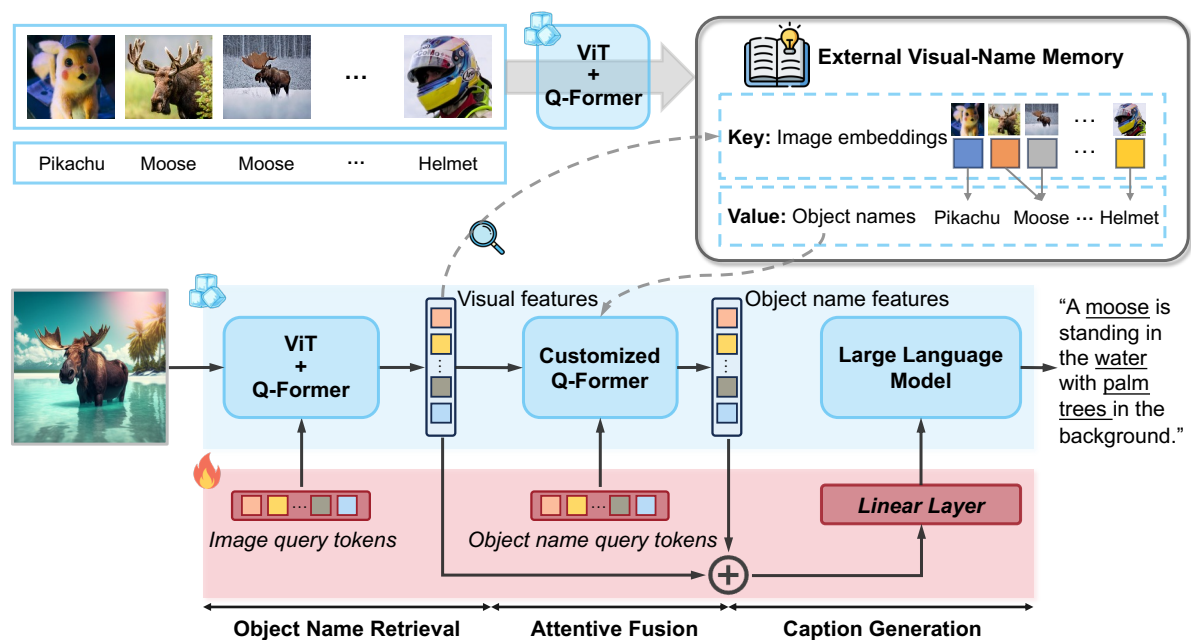 ViT
+
Q-Former
External Visual-Name Memory
Key: Image embeddings
Pikachu Moose Moose ... Helmet
Value: Object names Pikachu Moose ... Helmet
Visual features
Object name features
ViT
+
Q-Former
Customized
Q-Former
Large Language
Model
“A moose is
standing in
the water
with palm
trees in the
background.”
Image query tokens
Object name query tokens
Linear Layer
Object Name Retrieval
Attentive Fusion
Caption Generation